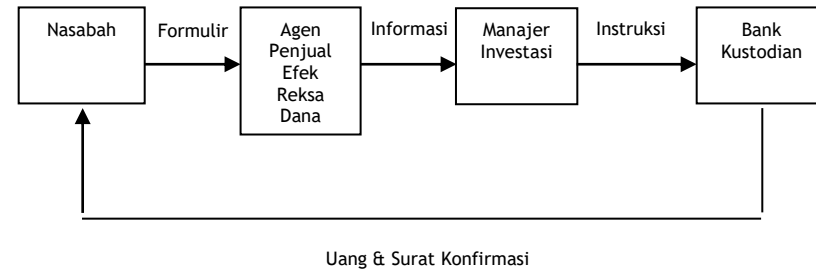 Nasabah
Formulir
Agen
Penjual
Efek
Reksa
Dana
Informasi
Manajer
Investasi
Instruksi
Bank
Kustodian
Uang & Surat Konfirmasi